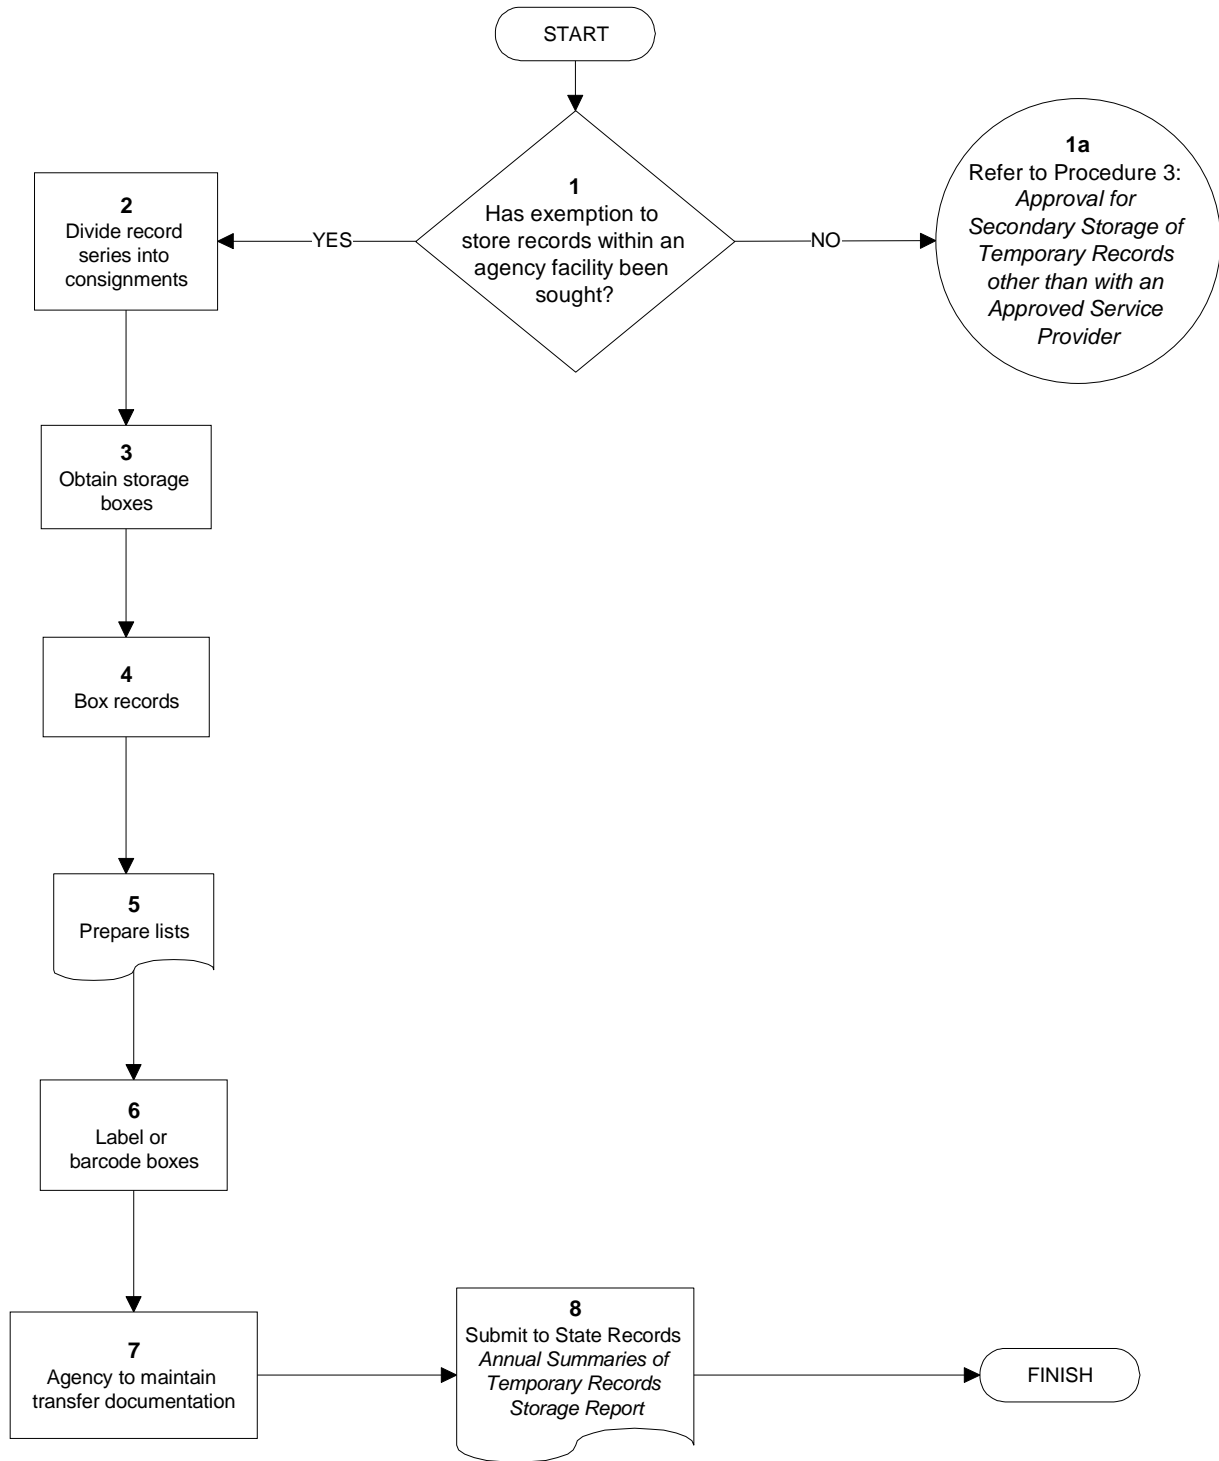 START
1
Has exemption to
store records within an
agency facility been
sought?
YES
NO
1a
Refer to Procedure 3:
Approval for
Secondary Storage of
Temporary Records
other than with an
Approved Service
Provider
2
Divide record
series into
consignments
3
Obtain storage
boxes
4
Box records
5
Prepare lists
6
Label or
barcode boxes
7
Agency to maintain
transfer documentation
8
Submit to State Records
Annual Summaries of
Temporary Records
Storage Report
FINISH